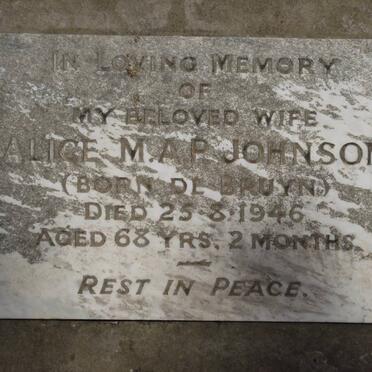 IN LOVING MEMORY
OF
MY BELOVED WIFE
ALICE M.A.P. JOHNSON
(BORN DE BRUYN)
DIED 25·8·1946
AGED 68 YRS. 2 MONTHS.
REST IN PEACE.